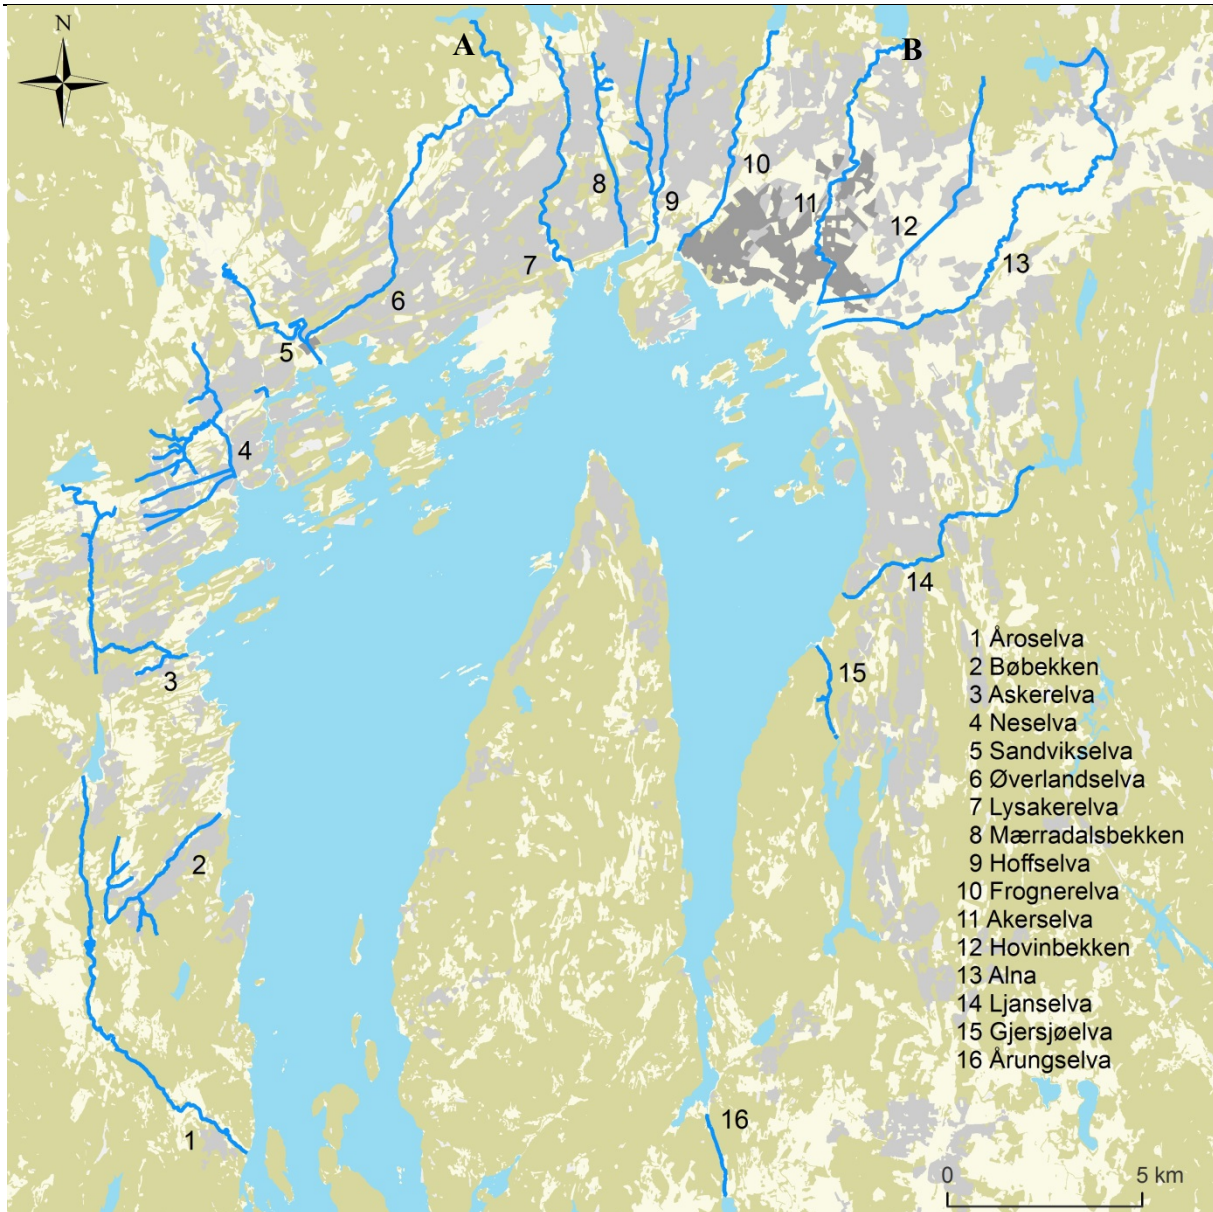 N
A
B
10
8
9
11
12
7
13
6
5
4
14
3
15
2
16
1
1 Åroselva
2 Bøbekken
3 Askerelva
4 Neselva
5 Sandvikselva
6 Øverlandselva
7 Lysakerelva
8 Mærradalsbekken
9 Hoffselva
10 Frognerelva
11 Akerselva
12 Hovinbekken
13 Alna
14 Ljanselva
15 Gjersjøelva
16 Årungselva
0 5 km